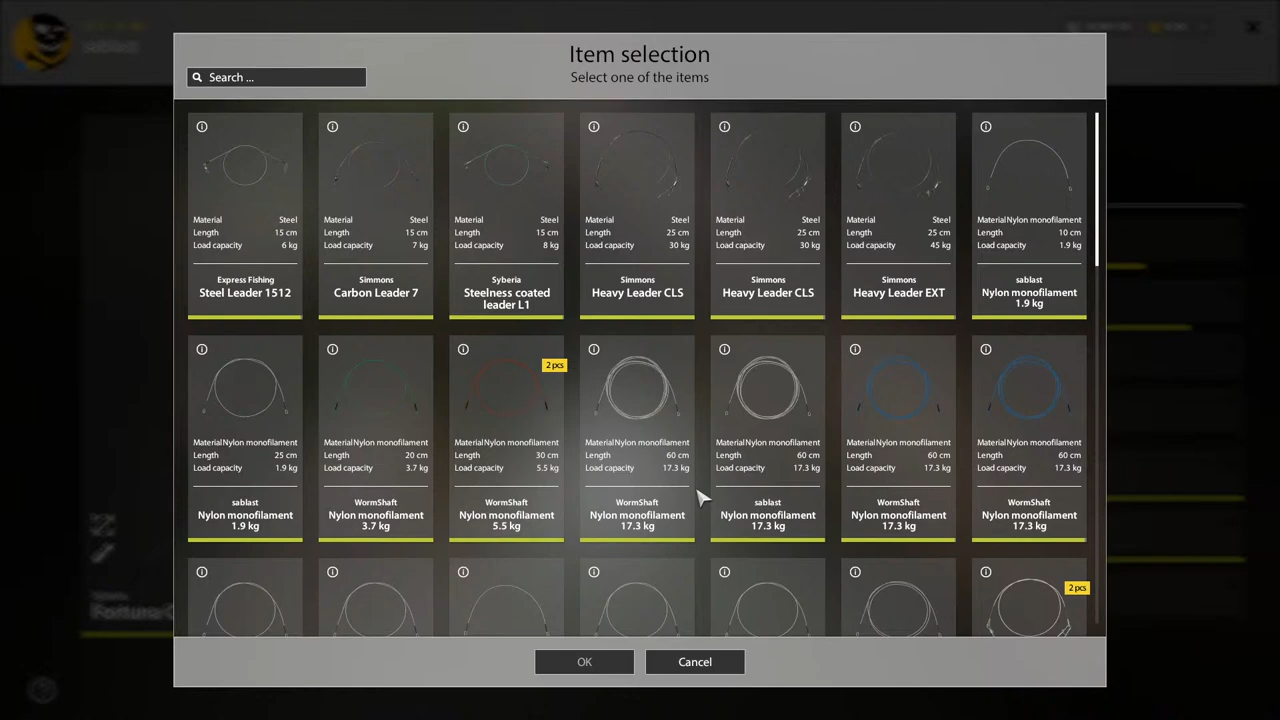 Item selection
Select one of the items
Search ...
Material Steel
Length 15 cm
Load capacity 6 kg
Express Fishing
Steel Leader 1512
Material Steel
Length 15 cm
Load capacity 7 kg
Simmons
Carbon Leader 7
Material Steel
Length 15 cm
Load capacity 8 kg
Syberia
Steelness coated
leader L1
Material Steel
Length 25 cm
Load capacity 30 kg
Simmons
Heavy Leader CLS
Material Steel
Length 25 cm
Load capacity 30 kg
Simmons
Heavy Leader CLS
Material Steel
Length 25 cm
Load capacity 45 kg
Simmons
Heavy Leader EXT
Material Nylon monofilament
Length 10 cm
Load capacity 1.9 kg
sablast
Nylon monofilament
1.9 kg
Material Nylon monofilament
Length 25 cm
Load capacity 1.9 kg
sablast
Nylon monofilament
1.9 kg
Material Nylon monofilament
Length 20 cm
Load capacity 3.7 kg
WormShaft
Nylon monofilament
3.7 kg
2 pcs
Material Nylon monofilament
Length 30 cm
Load capacity 5.5 kg
WormShaft
Nylon monofilament
5.5 kg
Material Nylon monofilament
Length 60 cm
Load capacity 17.3 kg
WormShaft
Nylon monofilament
17.3 kg
Material Nylon monofilament
Length 60 cm
Load capacity 17.3 kg
sablast
Nylon monofilament
17.3 kg
Material Nylon monofilament
Length 60 cm
Load capacity 17.3 kg
WormShaft
Nylon monofilament
17.3 kg
Material Nylon monofilament
Length 60 cm
Load capacity 17.3 kg
WormShaft
Nylon monofilament
17.3 kg
2 pcs
OK
Cancel
sablast